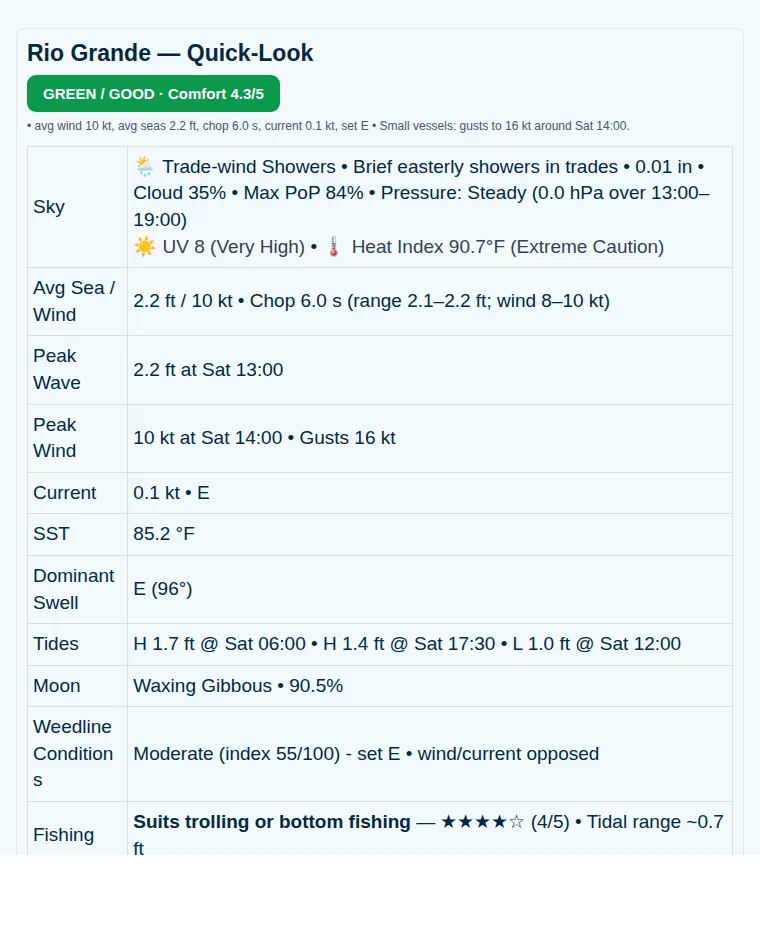 Rio Grande — Quick-Look
GREEN / GOOD · Comfort 4.3/5
• avg wind 10 kt, avg seas 2.2 ft, chop 6.0 s, current 0.1 kt, set E • Small vessels: gusts to 16 kt around Sat 14:00.
Sky
🌦️ Trade-wind Showers • Brief easterly showers in trades • 0.01 in •
Cloud 35% • Max PoP 84% • Pressure: Steady (0.0 hPa over 13:00–
19:00)
☀️ UV 8 (Very High) • 🌡️ Heat Index 90.7°F (Extreme Caution)
Avg Sea /
Wind
2.2 ft / 10 kt • Chop 6.0 s (range 2.1–2.2 ft; wind 8–10 kt)
Peak
Wave
2.2 ft at Sat 13:00
Peak
Wind
10 kt at Sat 14:00 • Gusts 16 kt
Current
0.1 kt • E
SST
85.2 °F
Dominant
Swell
E (96°)
Tides
H 1.7 ft @ Sat 06:00 • H 1.4 ft @ Sat 17:30 • L 1.0 ft @ Sat 12:00
Moon
Waxing Gibbous • 90.5%
Weedline
Condition
s
Moderate (index 55/100) - set E • wind/current opposed
Fishing
Suits trolling or bottom fishing — ★★★★☆ (4/5) • Tidal range ~0.7
ft